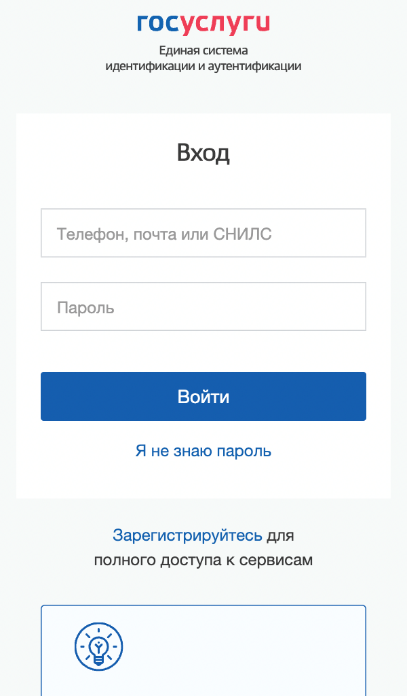 госуслуги
Единая система
идентификации и аутентификации
Вход
Телефон, почта или СНИЛС
Пароль
Войти
Я не знаю пароль
Зарегистрируйтесь для
полного доступа к сервисам